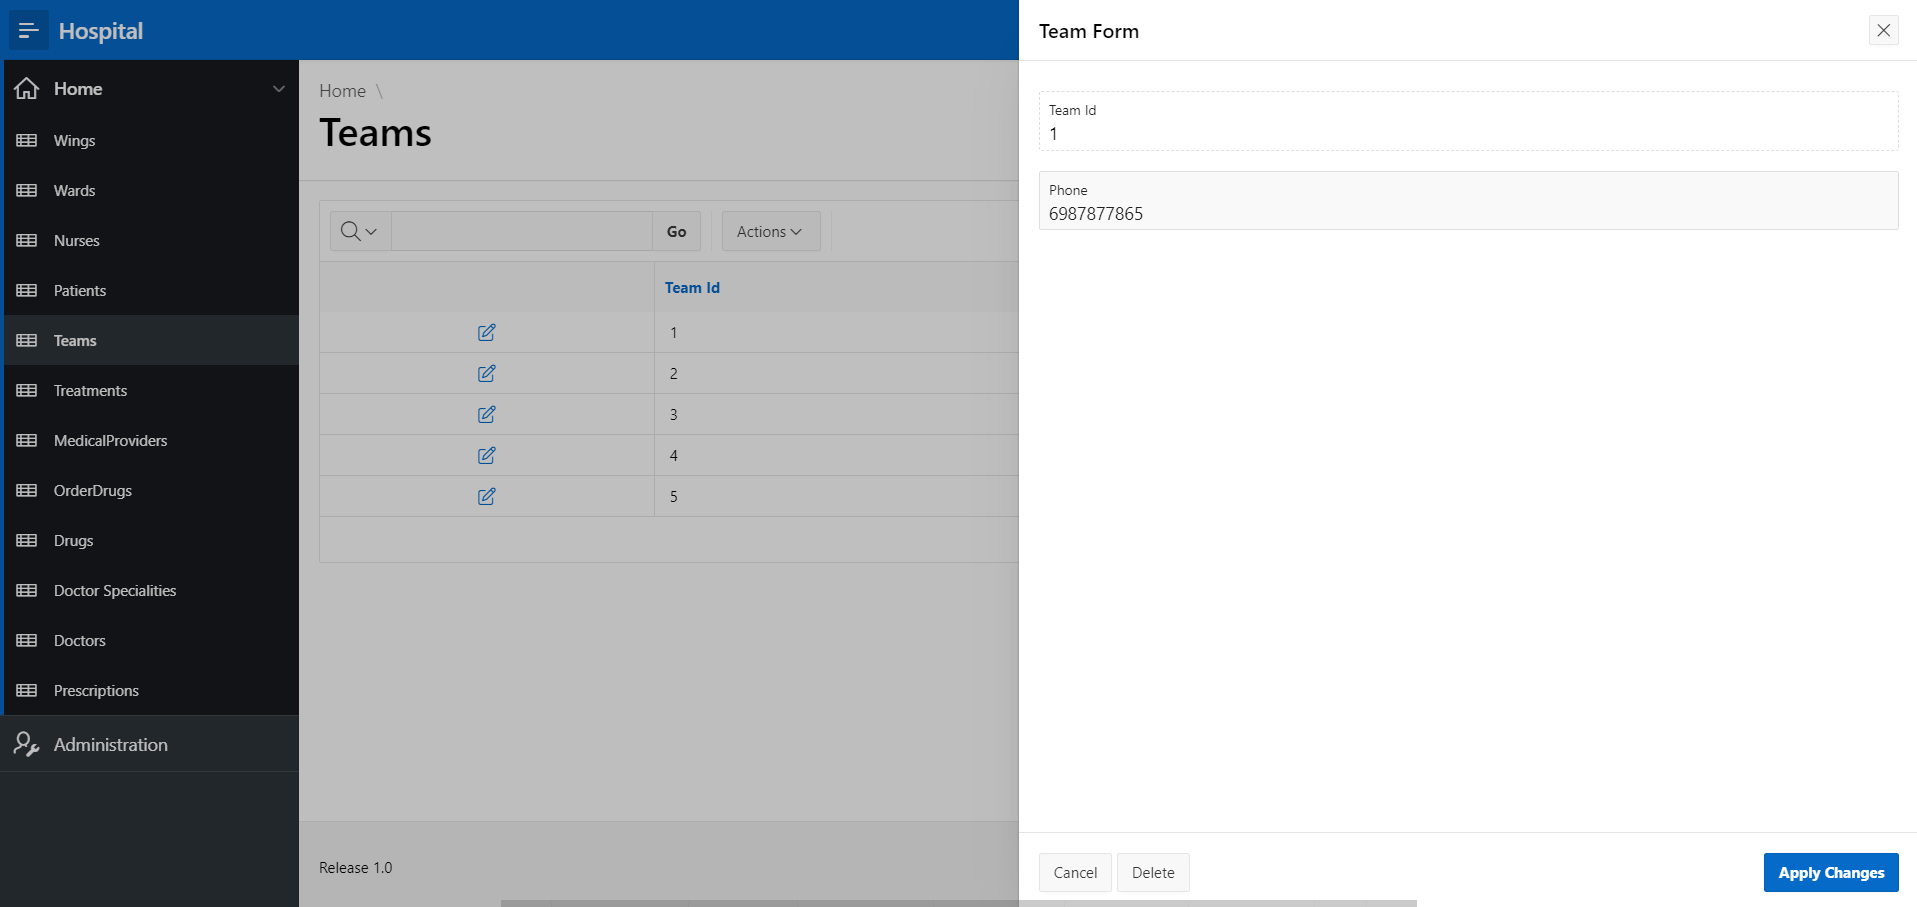 Hospital
Home
Wings
Wards
Nurses
Patients
Teams
Treatments
MedicalProviders
OrderDrugs
Drugs
Doctor Specialities
Doctors
Prescriptions
Administration
Home \
Teams
Go
Actions
Team Id
1
2
3
4
5
Release 1.0
Team Form
Team Id
1
Phone
6987877865
Cancel
Delete
Apply Changes